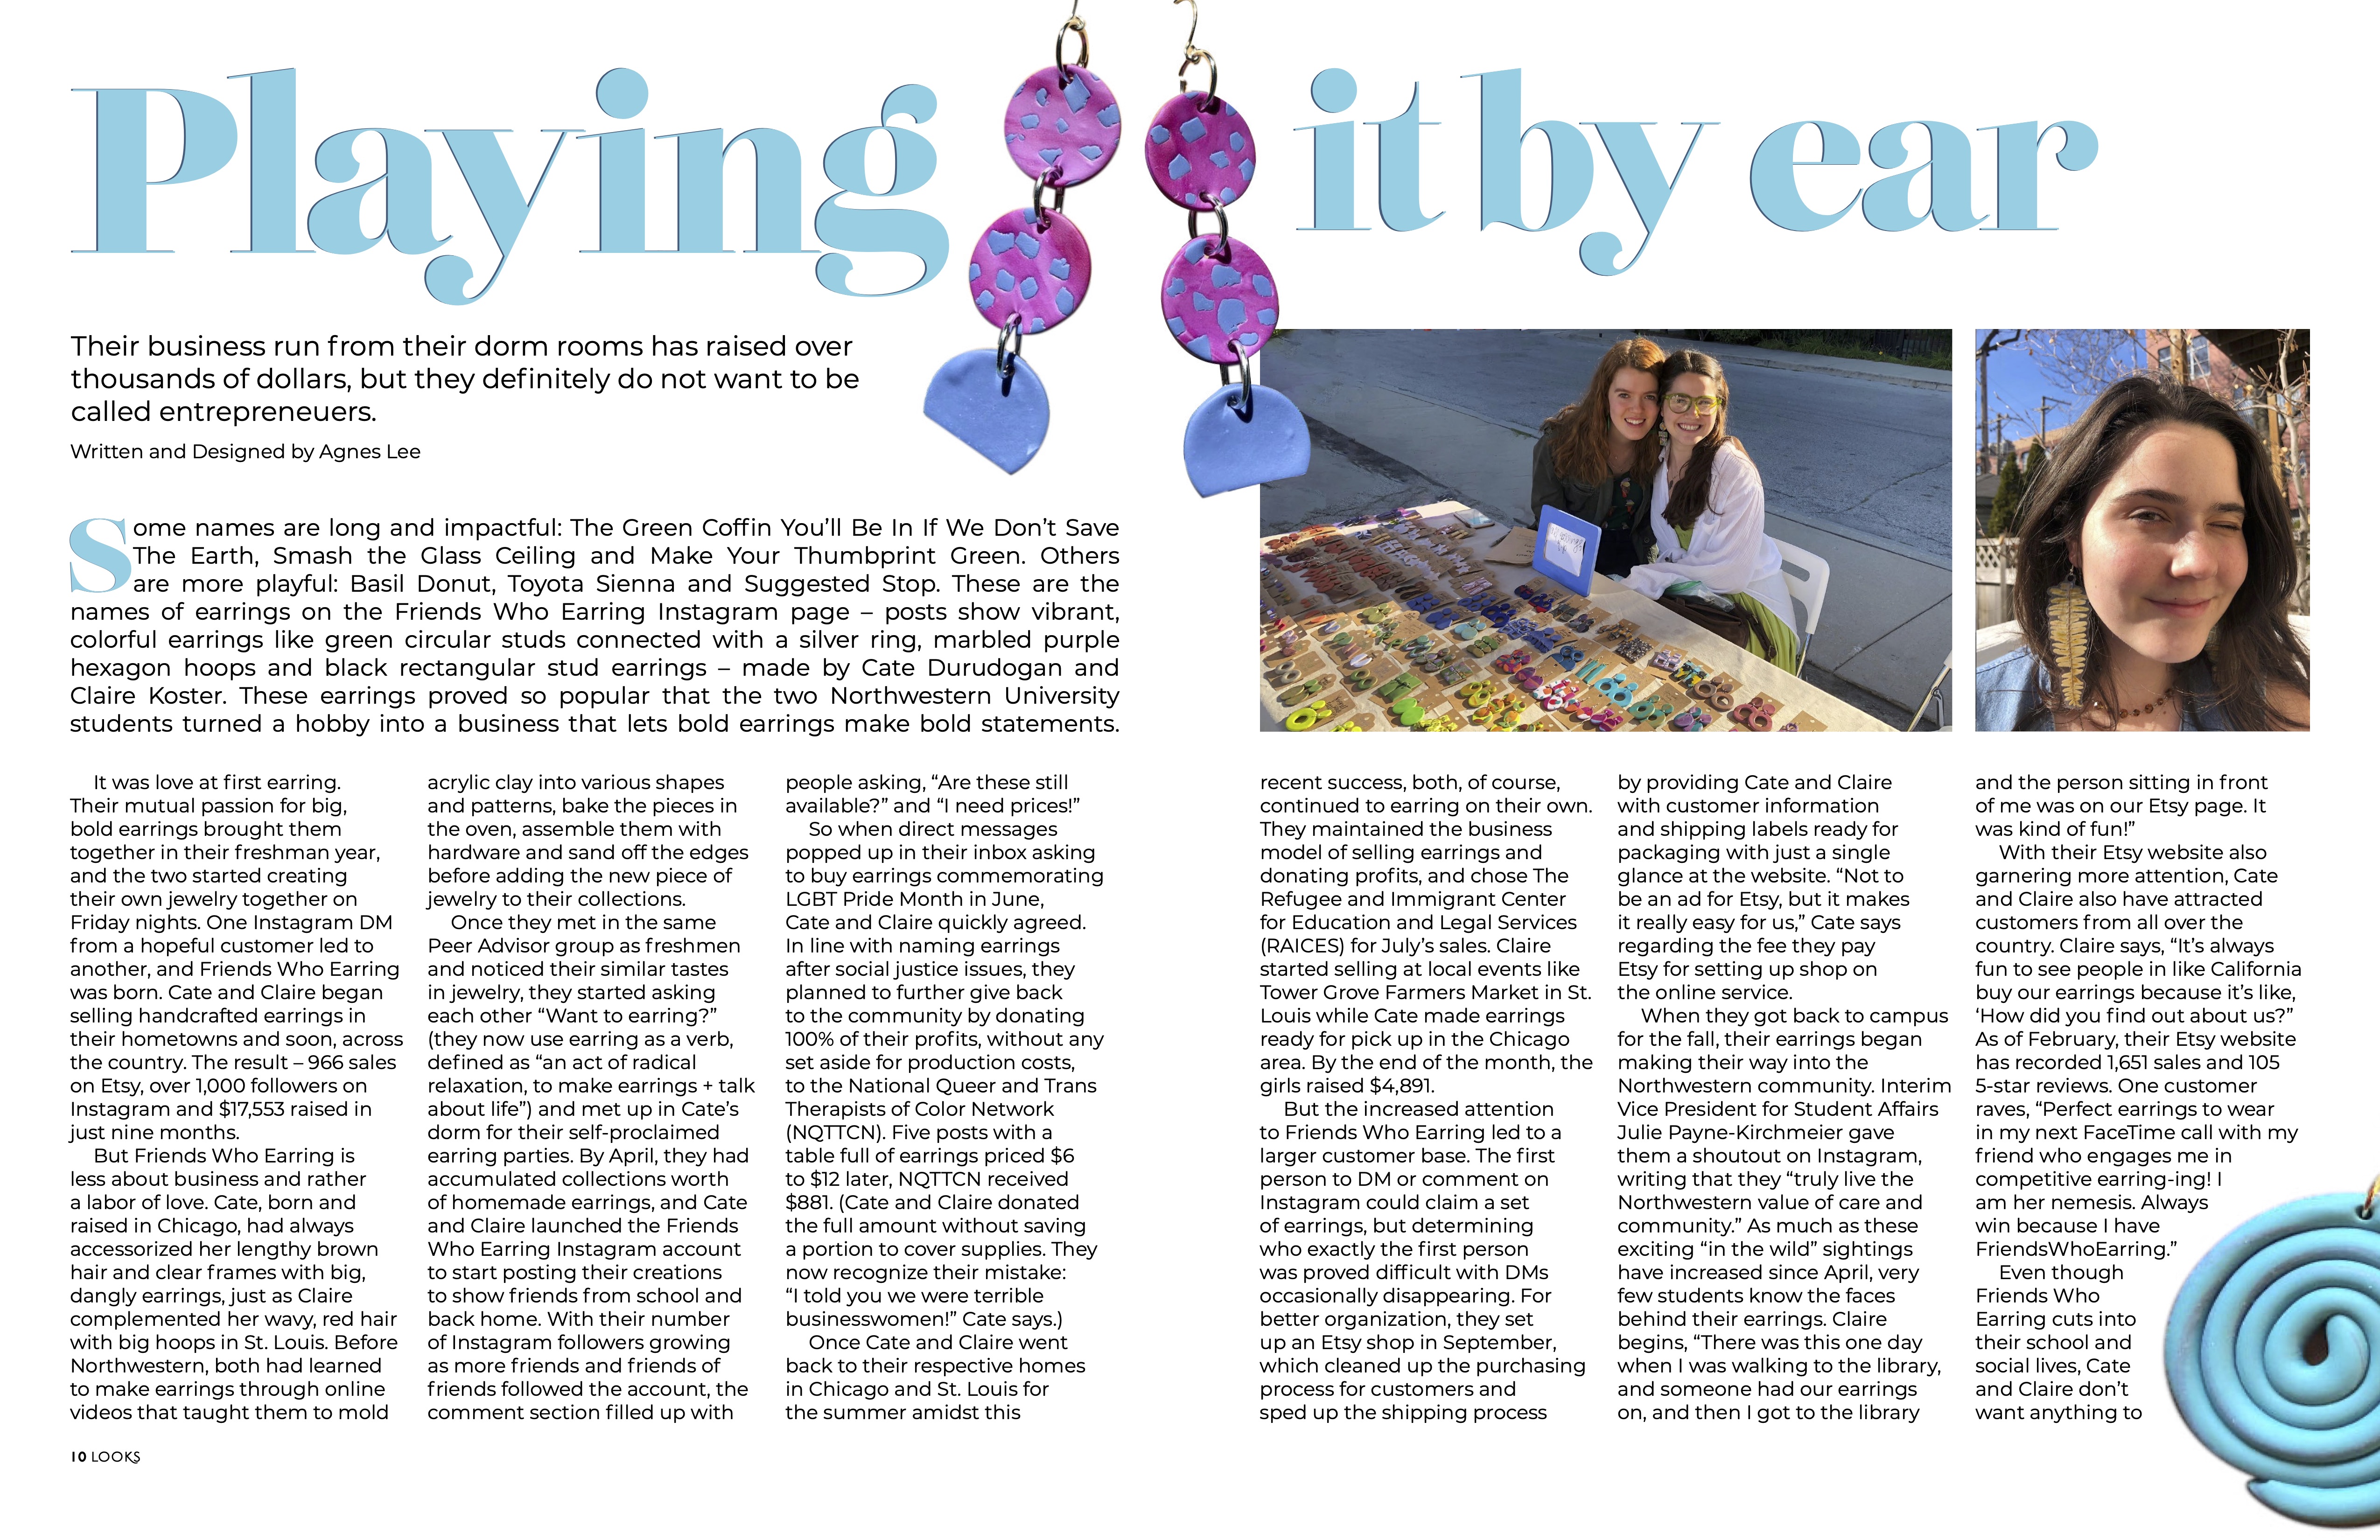 Playing it by ear
Their business run from their dorm rooms has raised over
thousands of dollars, but they definitely do not want to be
called entrepreneuers.
Written and Designed by Agnes Lee
Some names are long and impactful: The Green Coffin You’ll Be In If We Don’t Save
The Earth, Smash the Glass Ceiling and Make Your Thumbprint Green. Others
are more playful: Basil Donut, Toyota Sienna and Suggested Stop. These are the
names of earrings on the Friends Who Earring Instagram page – posts show vibrant,
colorful earrings like green circular studs connected with a silver ring, marbled purple
hexagon hoops and black rectangular stud earrings – made by Cate Durudogan and
Claire Koster. These earrings proved so popular that the two Northwestern University
students turned a hobby into a business that lets bold earrings make bold statements.
It was love at first earring.
Their mutual passion for big,
bold earrings brought them
together in their freshman year,
and the two started creating
their own jewelry together on
Friday nights. One Instagram DM
from a hopeful customer led to
another, and Friends Who Earring
was born. Cate and Claire began
selling handcrafted earrings in
their hometowns and soon, across
the country. The result – 966 sales
on Etsy, over 1,000 followers on
Instagram and $17,553 raised in
just nine months.
But Friends Who Earring is
less about business and rather
a labor of love. Cate, born and
raised in Chicago, had always
accessorized her lengthy brown
hair and clear frames with big,
dangly earrings, just as Claire
complemented her wavy, red hair
with big hoops in St. Louis. Before
Northwestern, both had learned
to make earrings through online
videos that taught them to mold
acrylic clay into various shapes
and patterns, bake the pieces in
the oven, assemble them with
hardware and sand off the edges
before adding the new piece of
jewelry to their collections.
Once they met in the same
Peer Advisor group as freshmen
and noticed their similar tastes
in jewelry, they started asking
each other “Want to earring?”
(they now use earring as a verb,
defined as “an act of radical
relaxation, to make earrings + talk
about life”) and met up in Cate’s
dorm for their self-proclaimed
earring parties. By April, they had
accumulated collections worth
of homemade earrings, and Cate
and Claire launched the Friends
Who Earring Instagram account
to start posting their creations
to show friends from school and
back home. With their number
of Instagram followers growing
as more friends and friends of
friends followed the account, the
comment section filled up with
people asking, “Are these still
available?” and “I need prices!”
So when direct messages
popped up in their inbox asking
to buy earrings commemorating
LGBT Pride Month in June,
Cate and Claire quickly agreed.
In line with naming earrings
after social justice issues, they
planned to further give back
to the community by donating
100% of their profits, without any
set aside for production costs,
to the National Queer and Trans
Therapists of Color Network
(NQTTCN). Five posts with a
table full of earrings priced $6
to $12 later, NQTTCN received
$881. (Cate and Claire donated
the full amount without saving
a portion to cover supplies. They
now recognize their mistake:
“I told you we were terrible
businesswomen!” Cate says.)
Once Cate and Claire went
back to their respective homes
in Chicago and St. Louis for
the summer amidst this
recent success, both, of course,
continued to earring on their own.
They maintained the business
model of selling earrings and
donating profits, and chose The
Refugee and Immigrant Center
for Education and Legal Services
(RAICES) for July’s sales. Claire
started selling at local events like
Tower Grove Farmers Market in St.
Louis while Cate made earrings
ready for pick up in the Chicago
area. By the end of the month, the
girls raised $4,891.
But the increased attention
to Friends Who Earring led to a
larger customer base. The first
person to DM or comment on
Instagram could claim a set
of earrings, but determining
who exactly the first person
was proved difficult with DMs
occasionally disappearing. For
better organization, they set
up an Etsy shop in September,
which cleaned up the purchasing
process for customers and
sped up the shipping process
by providing Cate and Claire
with customer information
and shipping labels ready for
packaging with just a single
glance at the website. “Not to
be an ad for Etsy, but it makes
it really easy for us,” Cate says
regarding the fee they pay
Etsy for setting up shop on
the online service.
When they got back to campus
for the fall, their earrings began
making their way into the
Northwestern community. Interim
Vice President for Student Affairs
Julie Payne-Kirchmeier gave
them a shoutout on Instagram,
writing that they “truly live the
Northwestern value of care and
community.” As much as these
exciting “in the wild” sightings
have increased since April, very
few students know the faces
behind their earrings. Claire
begins, “There was this one day
when I was walking to the library,
and someone had our earrings
on, and then I got to the library
and the person sitting in front
of me was on our Etsy page. It
was kind of fun!”
With their Etsy website also
garnering more attention, Cate
and Claire also have attracted
customers from all over the
country. Claire says, “It’s always
fun to see people in like California
buy our earrings because it’s like,
‘How did you find out about us?”
As of February, their Etsy website
has recorded 1,651 sales and 105
5-star reviews. One customer
raves, “Perfect earrings to wear
in my next FaceTime call with my
friend who engages me in
competitive earring-ing! I
am her nemesis. Always
win because I have
FriendsWhoEarring.”
Even though
Friends Who
Earring cuts into
their school and
social lives, Cate
and Claire don’t
want anything to
10 LOOKS